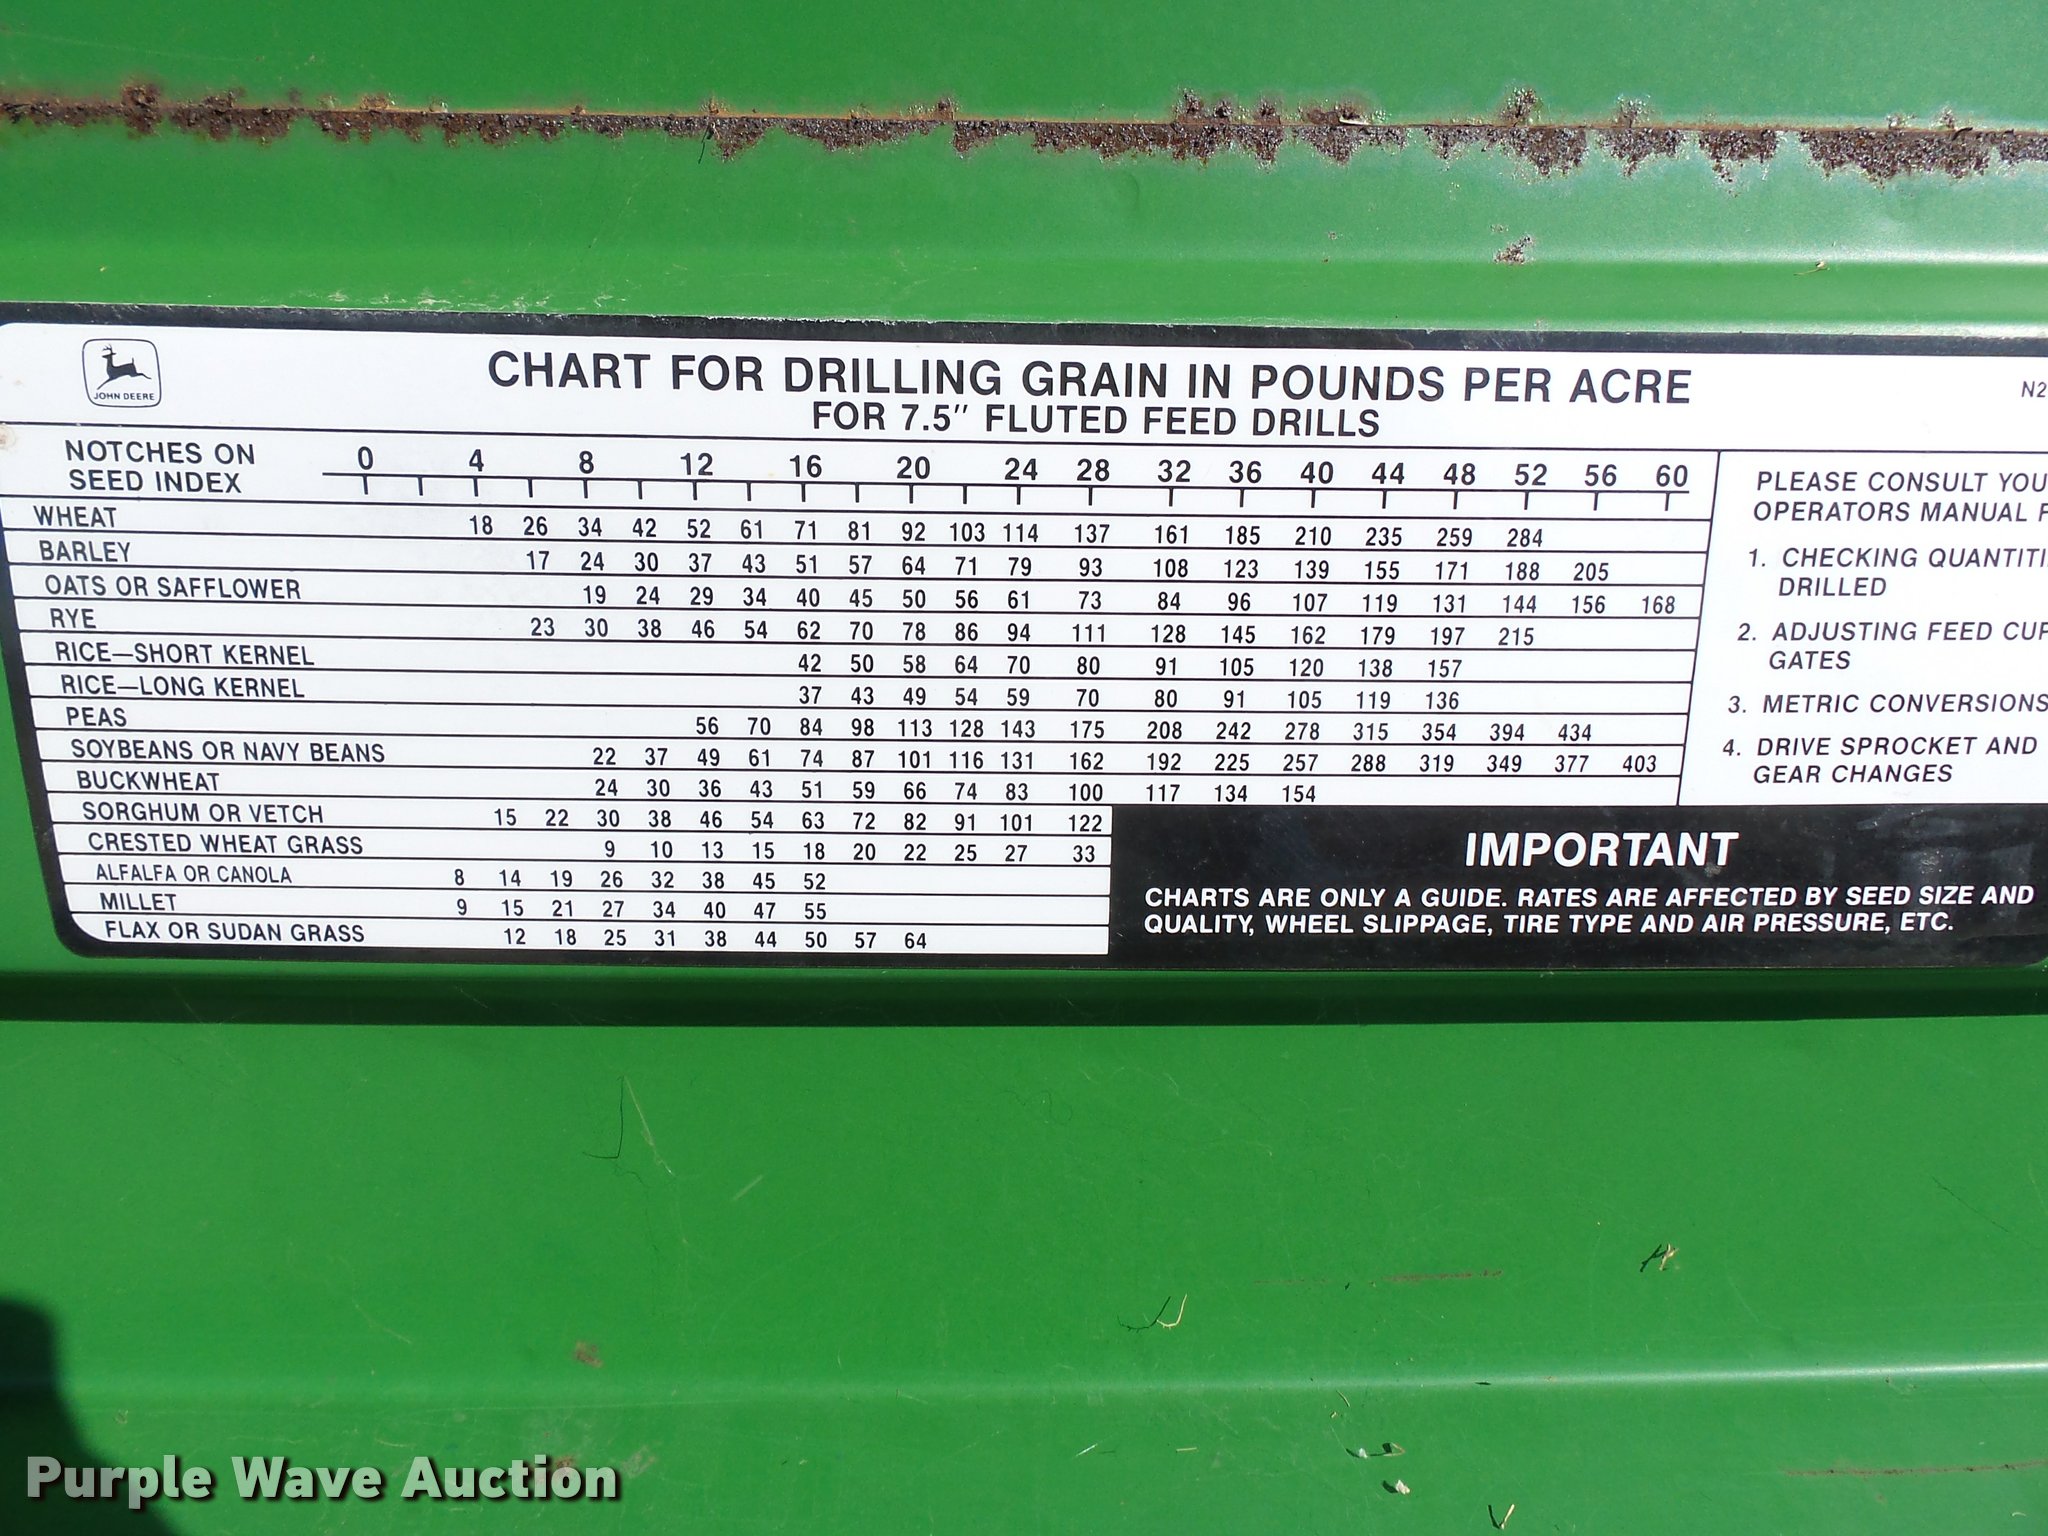 JOHN DEERE
CHART FOR DRILLING GRAIN IN POUNDS PER ACRE
N2
FOR 7.5" FLUTED FEED DRILLS
NOTCHES ON SEED INDEX 0 4 8 12 16 20 24 28 32 36 40 44 48 52 56 60
WHEAT 18 26 34 42 52 61 71 81 92 103 114 137 161 185 210 235 259 284
BARLEY 17 24 30 37 43 51 57 64 71 79 93 108 123 139 155 171 188 205
OATS OR SAFFLOWER 19 24 29 34 40 45 50 56 61 73 84 96 107 119 131 144 156 168
RYE 23 30 38 46 54 62 70 78 86 94 111 128 145 162 179 197 215
RICE—SHORT KERNEL 42 50 58 64 70 80 91 105 120 138 157
RICE—LONG KERNEL 37 43 49 54 59 70 80 91 105 119 136
PEAS 56 70 84 98 113 128 143 175 208 242 278 315 354 394 434
SOYBEANS OR NAVY BEANS 22 37 49 61 74 87 101 116 131 162 192 225 257 288 319 349 377 403
BUCKWHEAT 24 30 36 43 51 59 66 74 83 100 117 134 154
SORGHUM OR VETCH 15 22 30 38 46 54 63 72 82 91 101 122
CRESTED WHEAT GRASS 9 10 13 15 18 20 22 25 27 33
ALFALFA OR CANOLA 8 14 19 26 32 38 45 52
MILLET 9 15 21 27 34 40 47 55
FLAX OR SUDAN GRASS 12 18 25 31 38 44 50 57 64
PLEASE CONSULT YOU
OPERATORS MANUAL F
1. CHECKING QUANTITI
DRILLED
2. ADJUSTING FEED CUP
GATES
3. METRIC CONVERSIONS
4. DRIVE SPROCKET AND
GEAR CHANGES
IMPORTANT
CHARTS ARE ONLY A GUIDE. RATES ARE AFFECTED BY SEED SIZE AND
QUALITY, WHEEL SLIPPAGE, TIRE TYPE AND AIR PRESSURE, ETC.
Purple Wave Auction